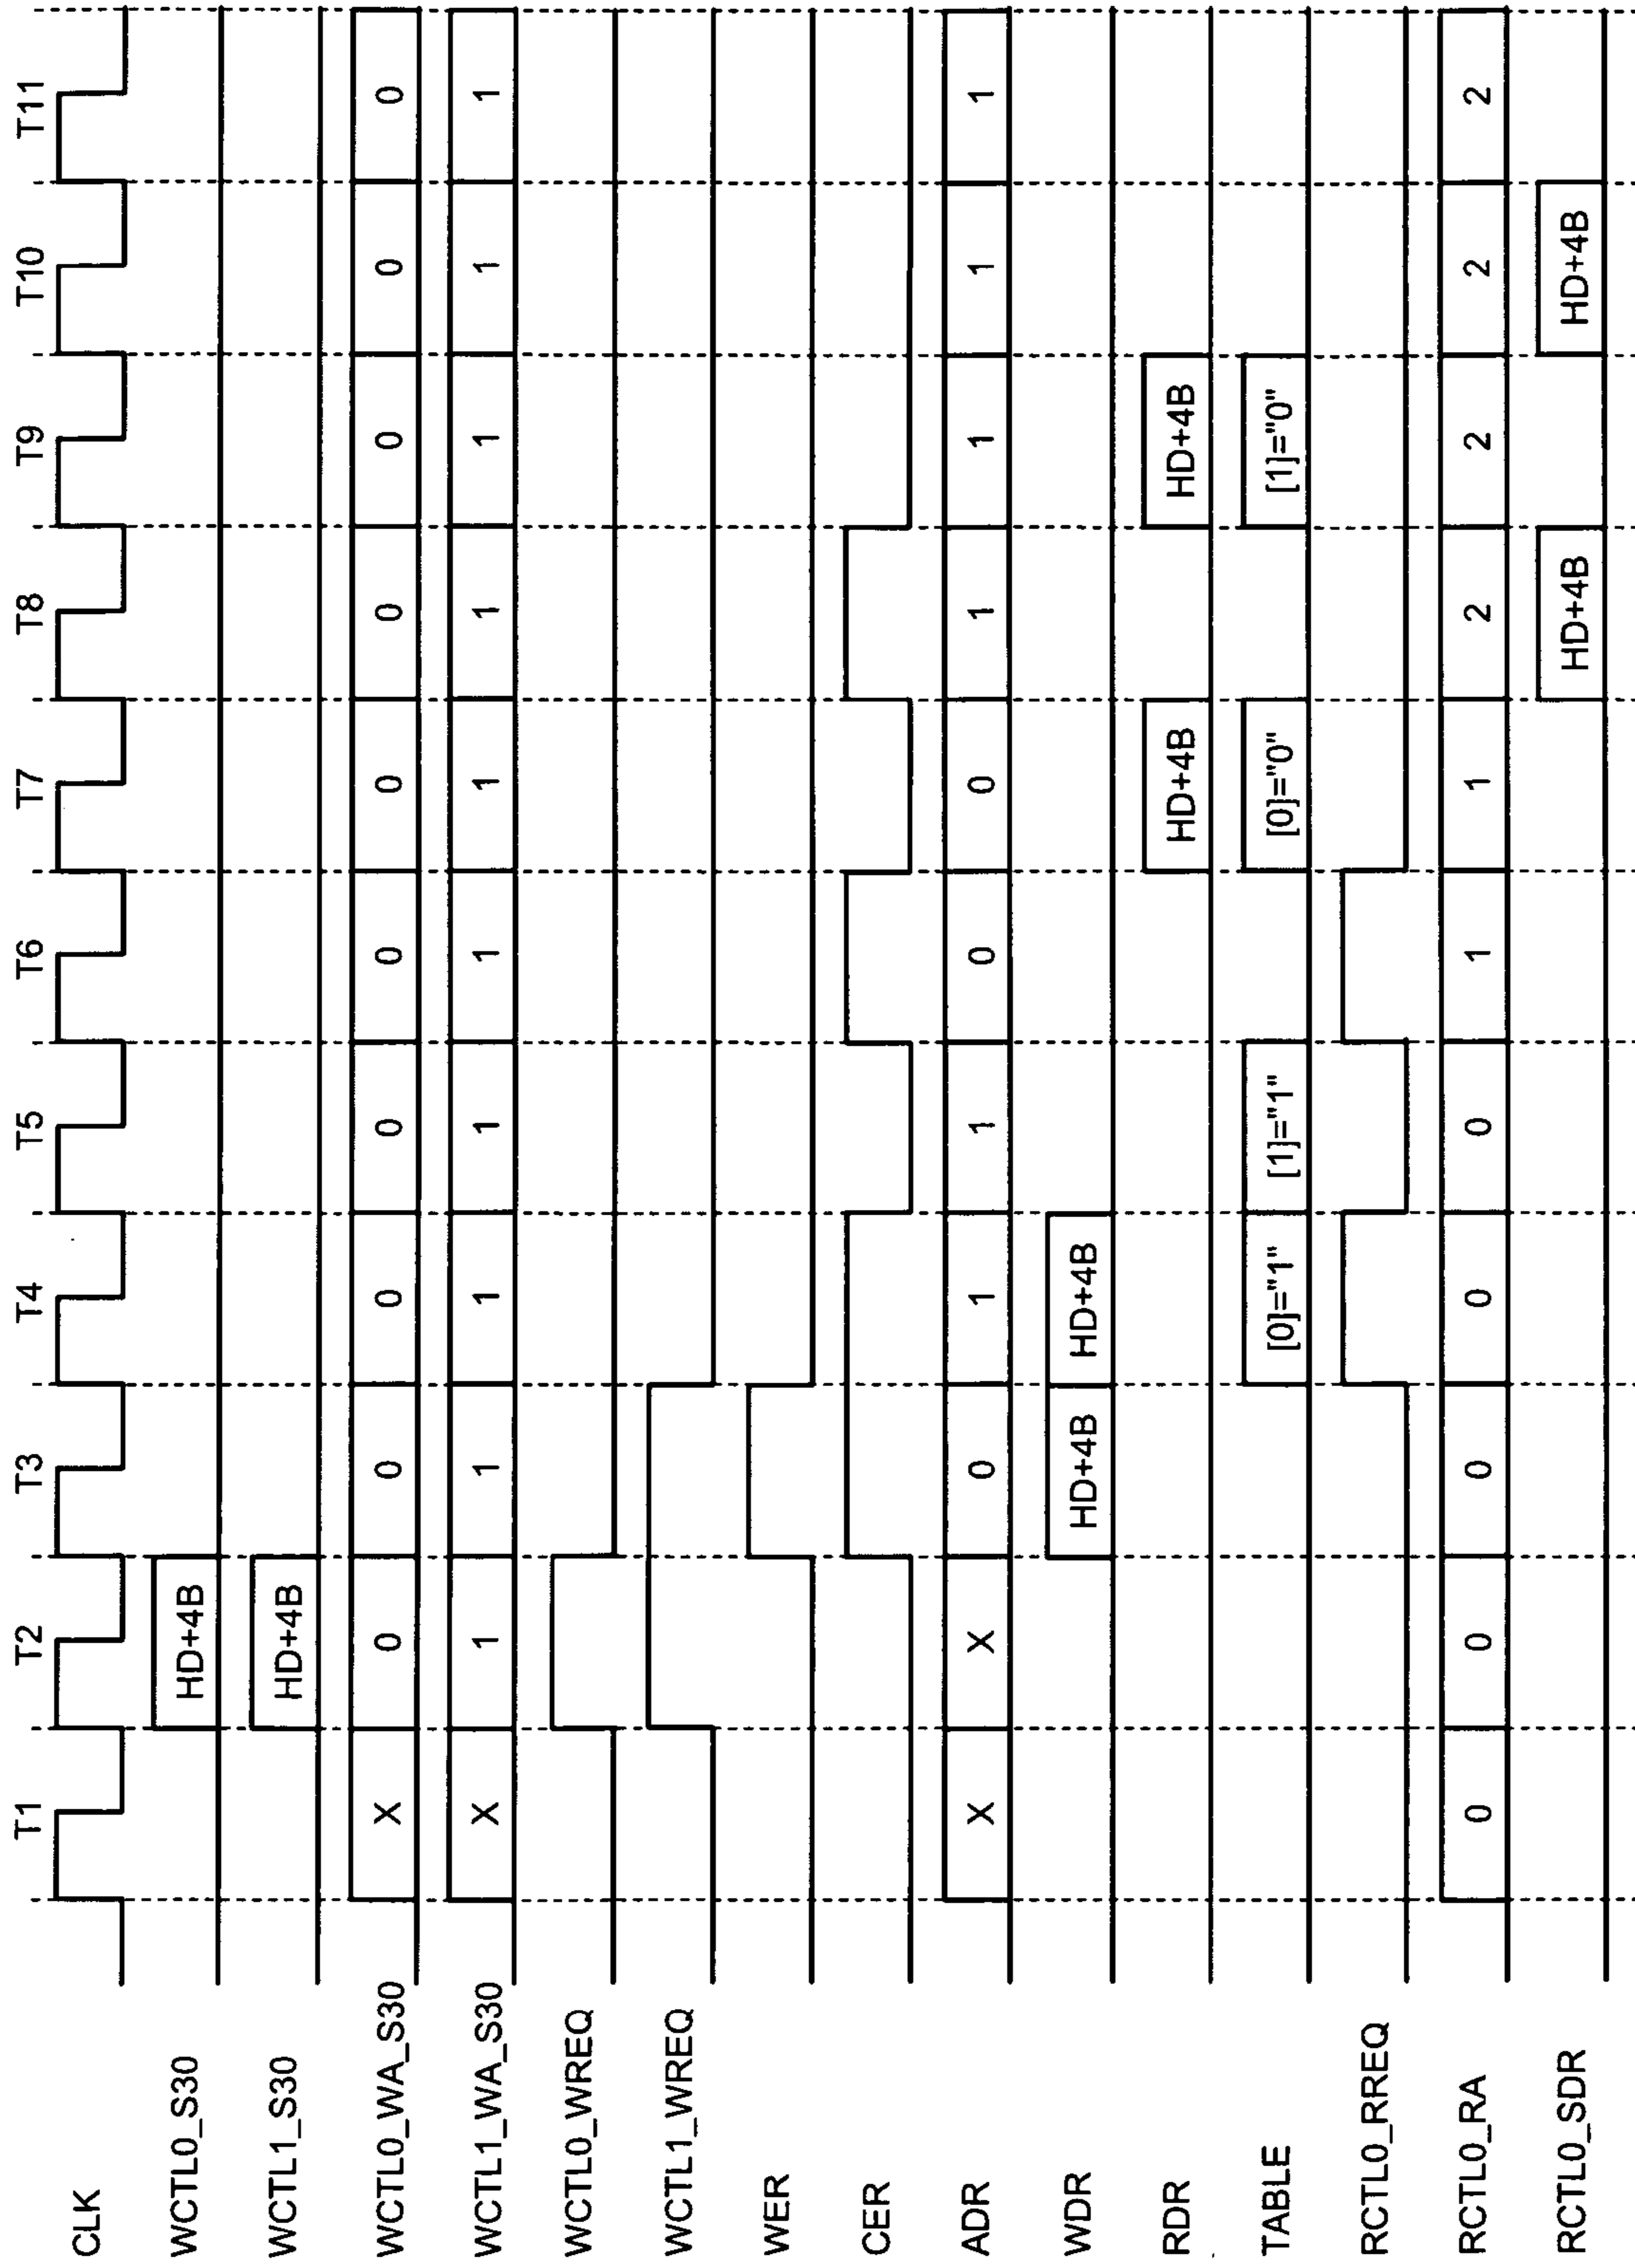 T1 T2 T3 T4 T5 T6 T7 T8 T9 T10 T11
CLK
WCTL0_S30 HD+4B
WCTL1_S30 HD+4B
WCTL0_WA_S30 X 0 0 0 0 0 0 0 0 0 0
WCTL1_WA_S30 X 1 1 1 1 1 1 1 1 1 1
WCTL0_WREQ
WCTL1_WREQ
WER
CER
ADR X X 0 1 1 0 0 1 1 1 1
WDR HD+4B HD+4B
RDR HD+4B HD+4B
TABLE [0]="1" [1]="1" [0]="0" [1]="0"
RCTL0_RREQ
RCTL0_RA 0 0 0 0 0 1 1 2 2 2 2
RCTL0_SDR HD+4B HD+4B